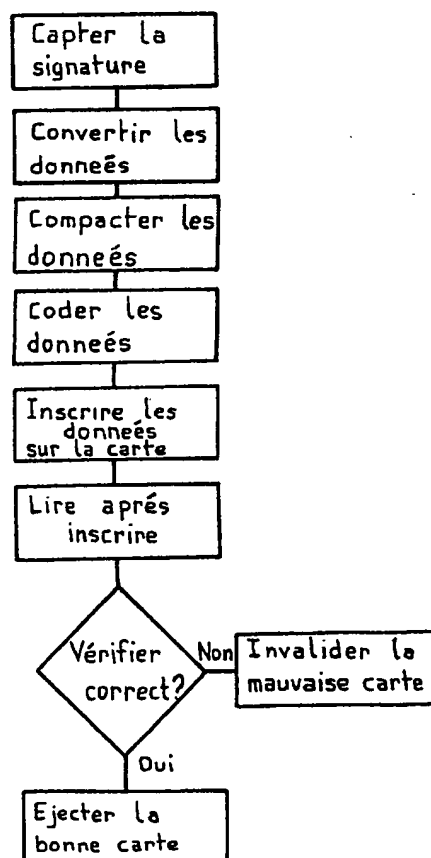 Capter la
signature
Convertir les
donneés
Compacter les
donneés
Coder les
donneés
Inscrire les
donneés
sur la carte
Lire aprés
inscrire
Vérifier
correct?
Non
Invalider la
mauvaise carte
Oui
Ejecter la
bonne carte